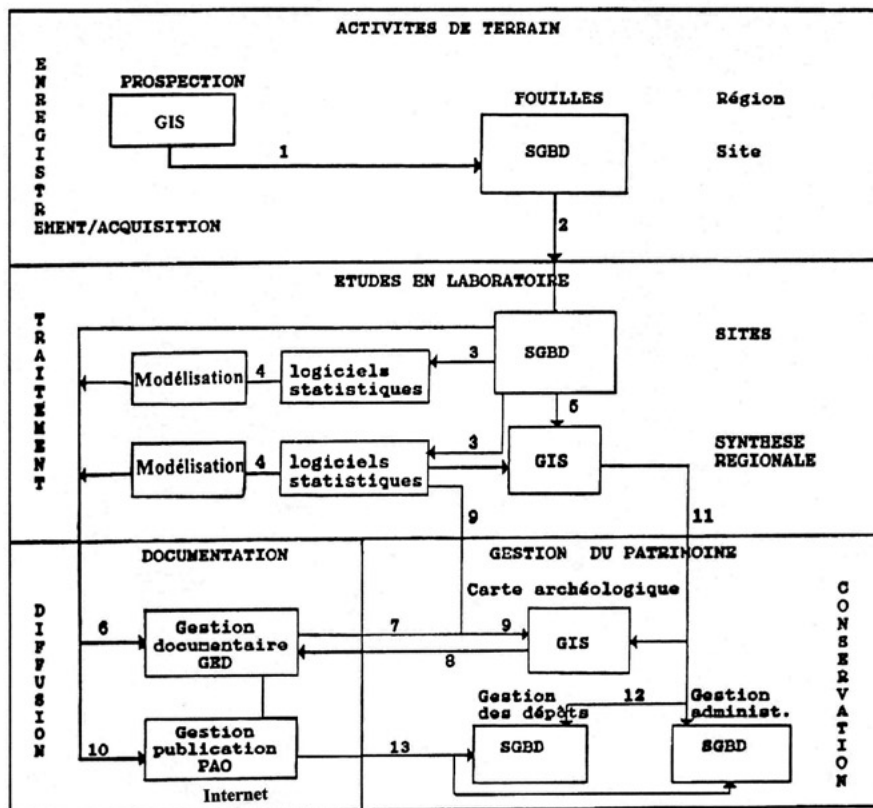 ACTIVITES DE TERRAIN
ENREGISTREMENT/ACQUISITION
PROSPECTION
GIS
1
FOUILLES
SGBD
Région
Site
2
ETUDES EN LABORATOIRE
TRAITEMENT
SGBD
SITES
Modélisation
4
logiciels
statistiques
3
5
Modélisation
4
logiciels
statistiques
3
GIS
SYNTHESE
REGIONALE
9
11
DOCUMENTATION
DIFFUSION
6
Gestion
documentaire
GED
7
8
10
Gestion
publication
PAO
Internet
13
GESTION DU PATRIMOINE
CONSERVATION
Carte archéologique
9
GIS
12
Gestion
des dépôts
SGBD
Gestion
administ.
SGBD